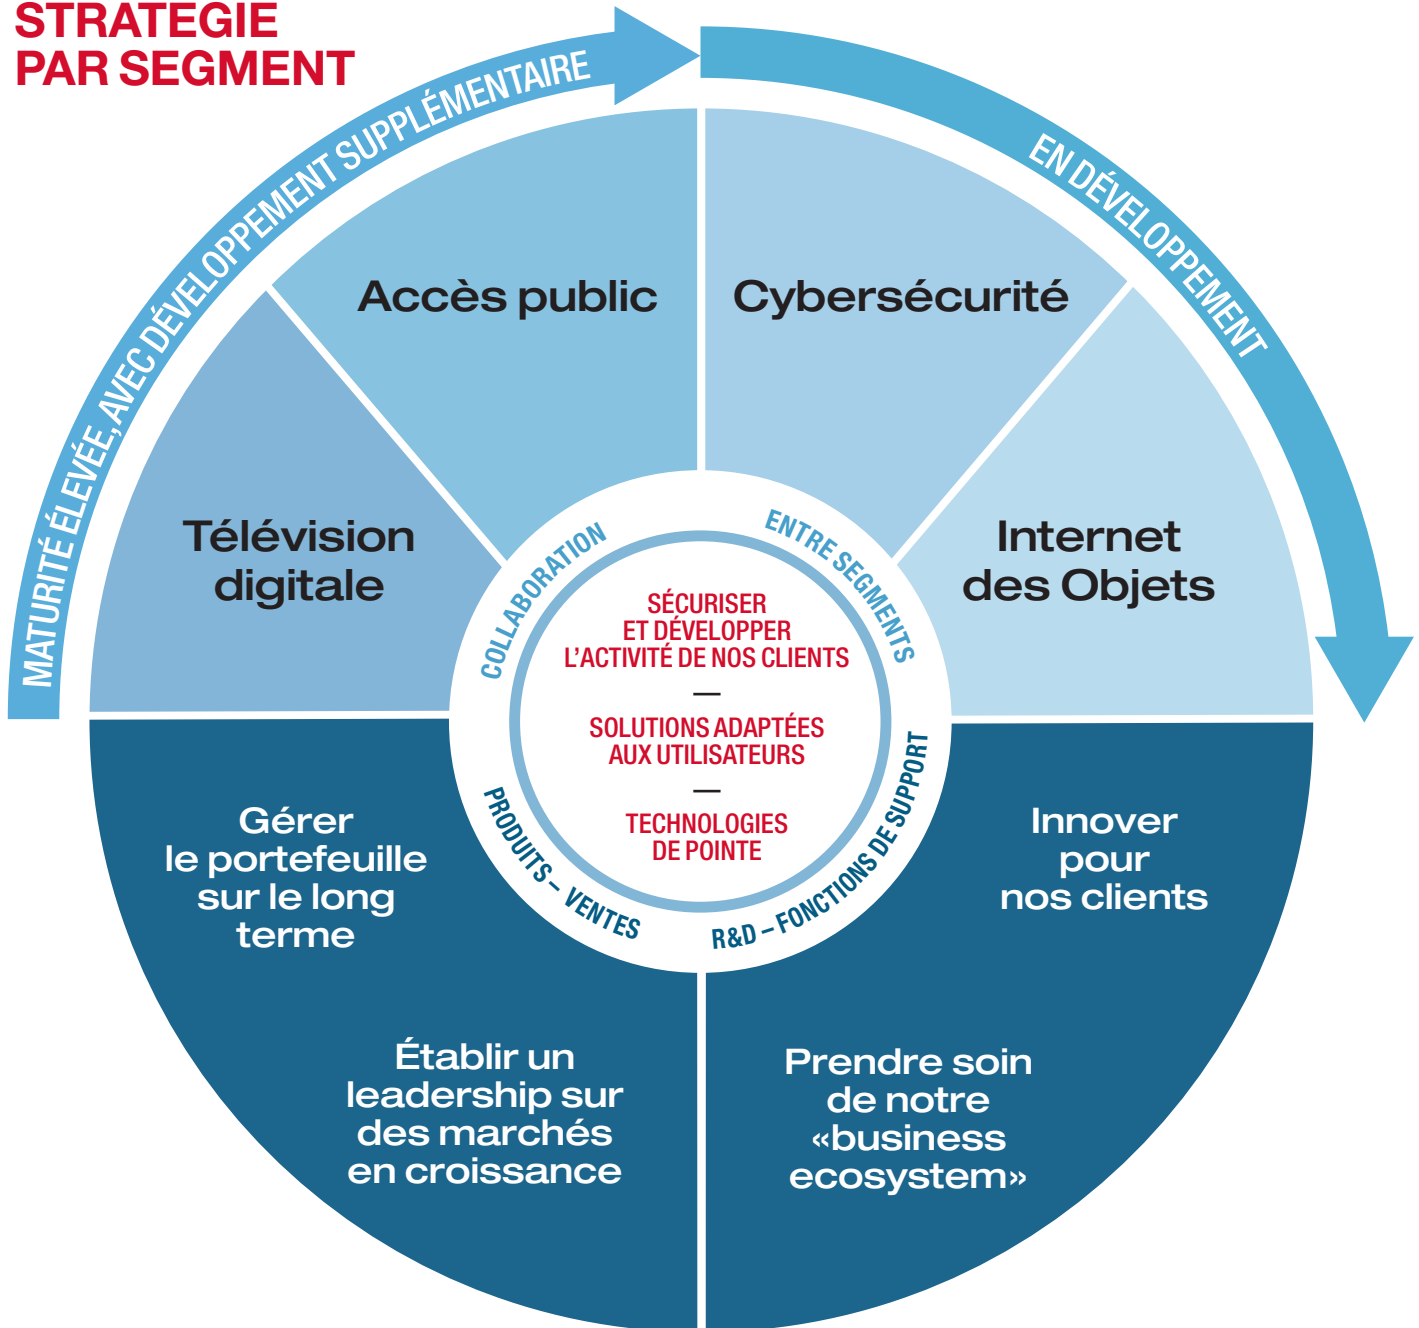 STRATEGIE
PAR SEGMENT
MATURITÉ ÉLEVÉE, AVEC DÉVELOPPEMENT SUPPLÉMENTAIRE
EN DÉVELOPPEMENT
Accès public
Cybersécurité
Télévision
digitale
Internet
des Objets
COLLABORATION
ENTRE SEGMENTS
SÉCURISER
ET DÉVELOPPER
L’ACTIVITÉ DE NOS CLIENTS
—
SOLUTIONS ADAPTÉES
AUX UTILISATEURS
—
TECHNOLOGIES
DE POINTE
PRODUITS – VENTES
R&D – FONCTIONS DE SUPPORT
Gérer
le portefeuille
sur le long
terme
Innover
pour
nos clients
Établir un
leadership sur
des marchés
en croissance
Prendre soin
de notre
«business
ecosystem»